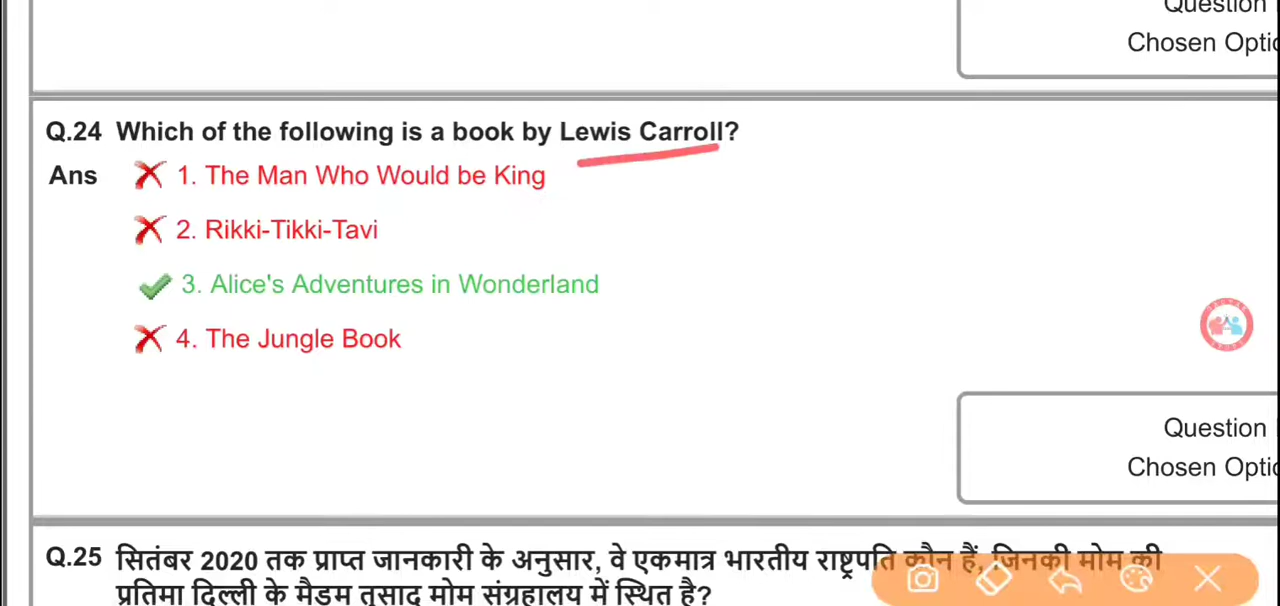 Question
Chosen Optio
Q.24 Which of the following is a book by Lewis Carroll?
Ans 1. The Man Who Would be King
2. Rikki-Tikki-Tavi
3. Alice's Adventures in Wonderland
4. The Jungle Book
Question
Chosen Optio
Q.25 सितंबर 2020 तक प्राप्त जानकारी के अनुसार, वे एकमात्र भारतीय राष्ट्रपति कौन हैं, जिनकी मोम की
प्रतिमा दिल्ली के मैडम तुसाद मोम संग्रहालय में स्थित है?